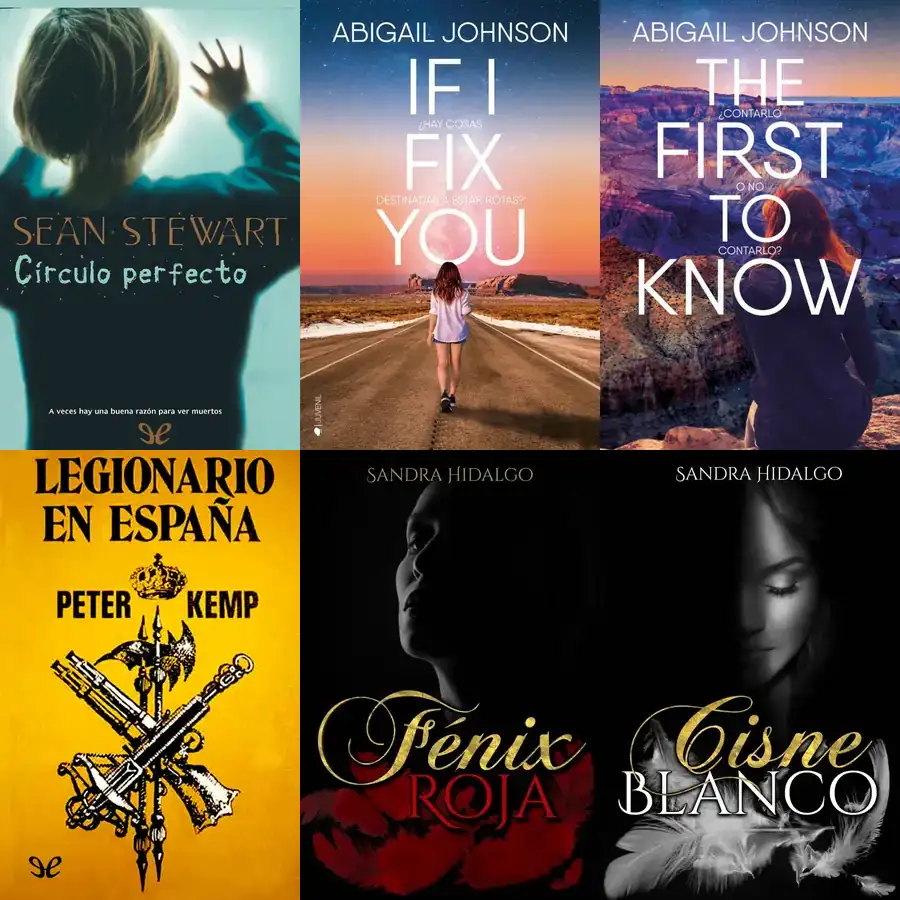 SEAN STEWART
Círculo perfecto
A veces hay una buena razón para ver muertos
ABIGAIL JOHNSON
IF I
¿HAY COSAS
FIX
DESTINADAS A ESTAR ROTAS?
YOU
JUVENIL
ABIGAIL JOHNSON
THE
¿CONTARLO
FIRST
O NO
TO
CONTARLO?
KNOW
LEGIONARIO
EN ESPAÑA
PETER KEMP
SANDRA HIDALGO
Fénix
ROJA
SANDRA HIDALGO
Cisne
BLANCO